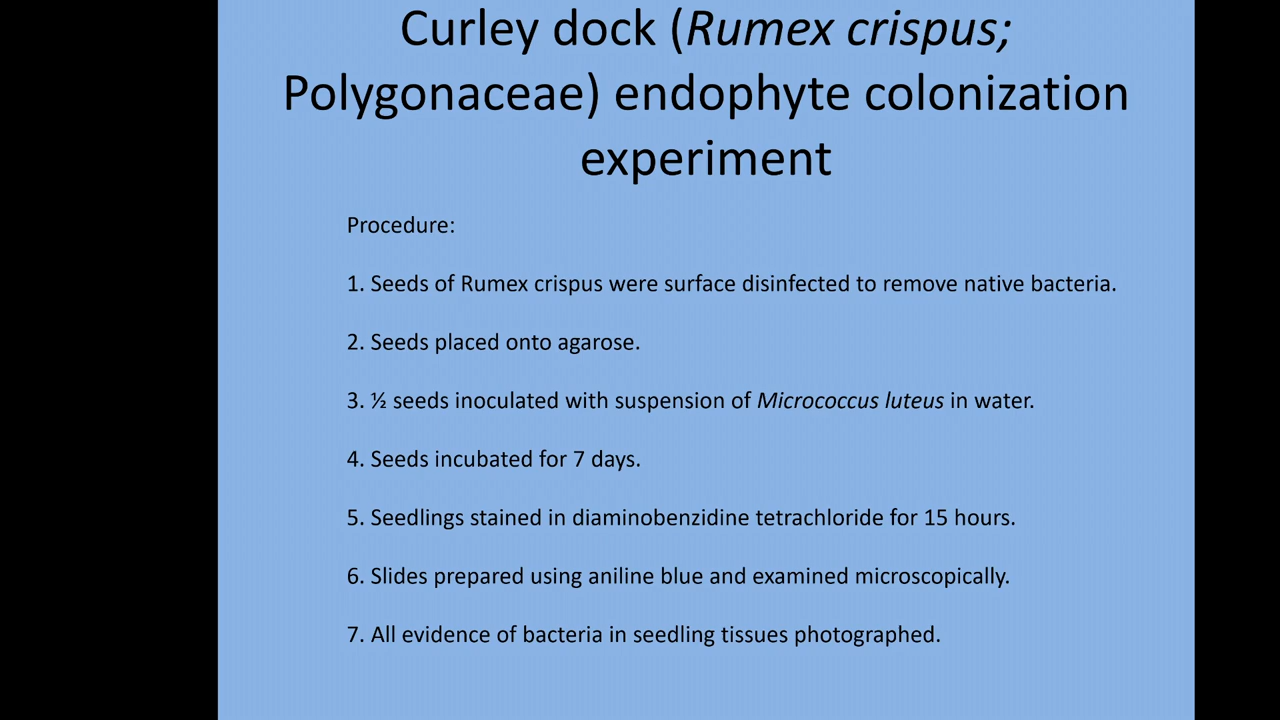 Curley dock (Rumex crispus;
Polygonaceae) endophyte colonization
experiment
Procedure:
1. Seeds of Rumex crispus were surface disinfected to remove native bacteria.
2. Seeds placed onto agarose.
3. ½ seeds inoculated with suspension of Micrococcus luteus in water.
4. Seeds incubated for 7 days.
5. Seedlings stained in diaminobenzidine tetrachloride for 15 hours.
6. Slides prepared using aniline blue and examined microscopically.
7. All evidence of bacteria in seedling tissues photographed.